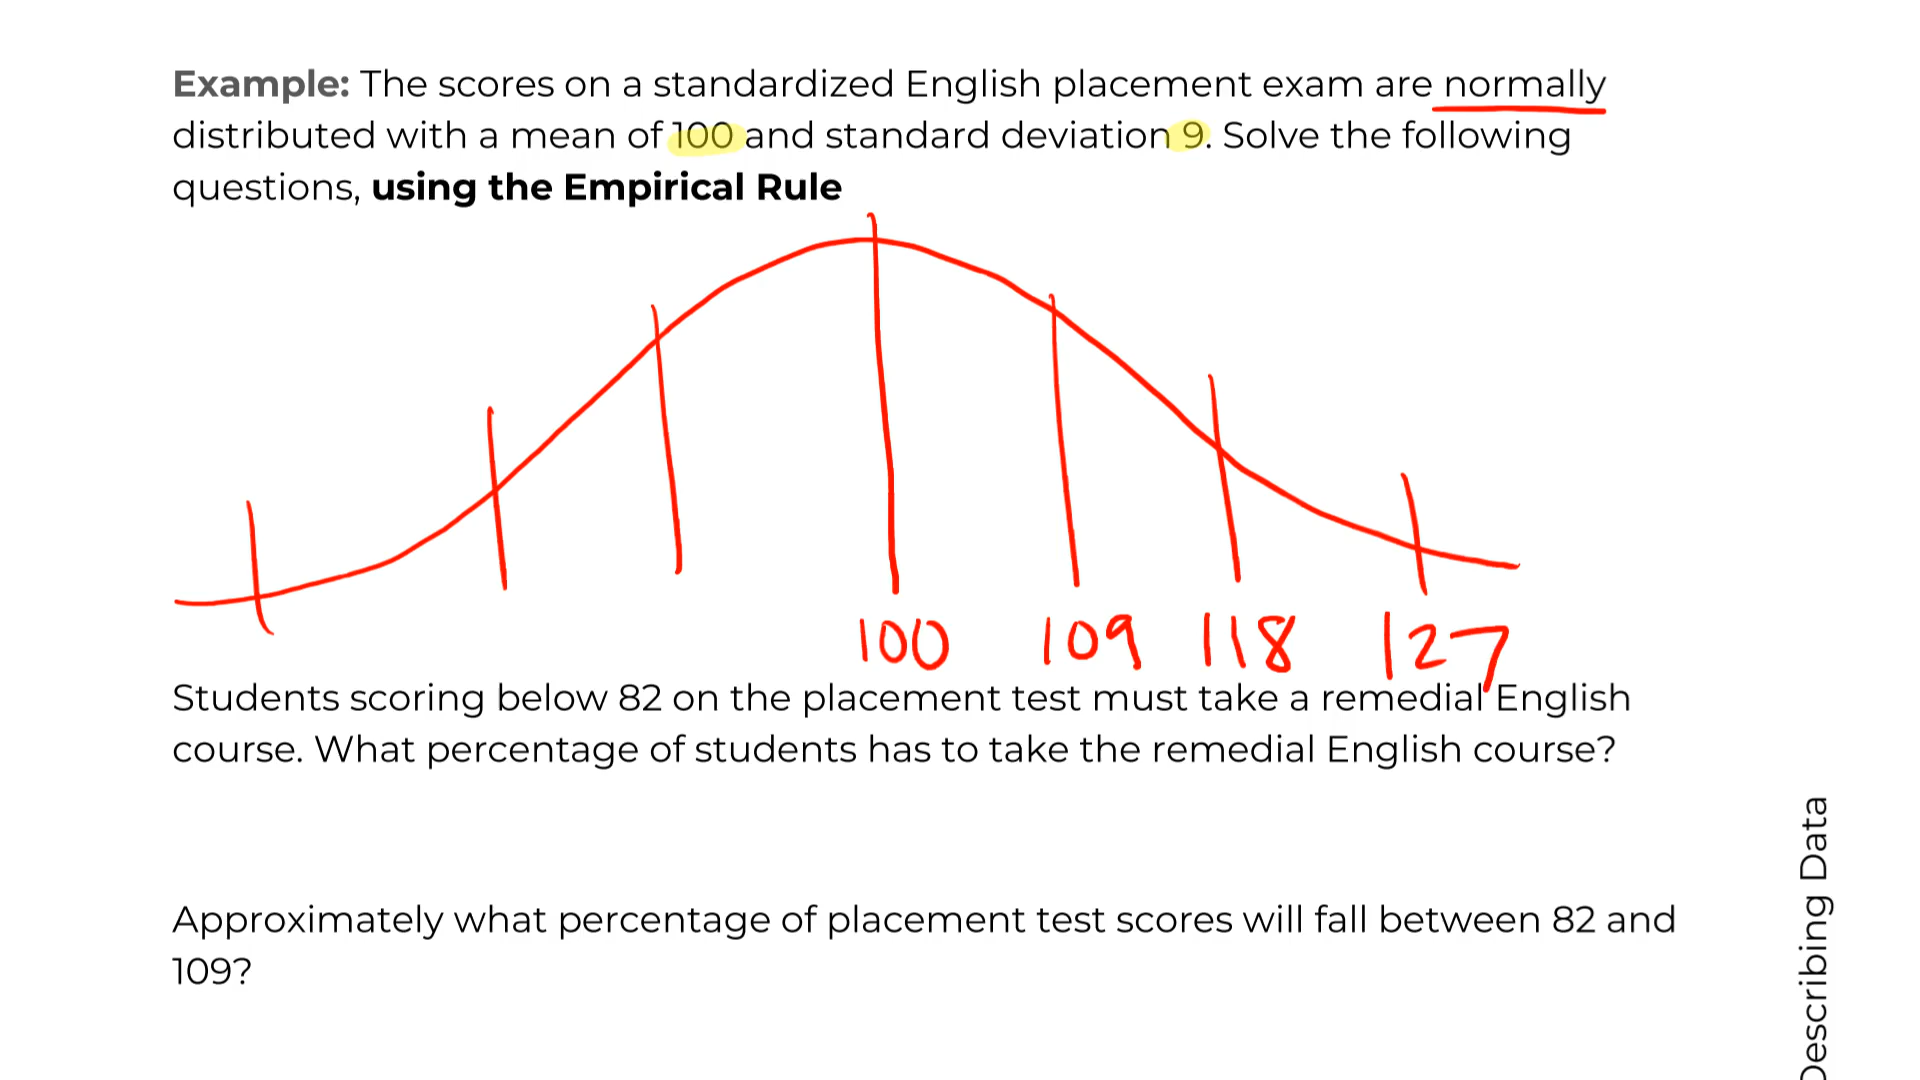 Example: The scores on a standardized English placement exam are normally
distributed with a mean of 100 and standard deviation 9. Solve the following
questions, using the Empirical Rule
100 109 118 127
Students scoring below 82 on the placement test must take a remedial English
course. What percentage of students has to take the remedial English course?
Approximately what percentage of placement test scores will fall between 82 and
109?
Describing Data